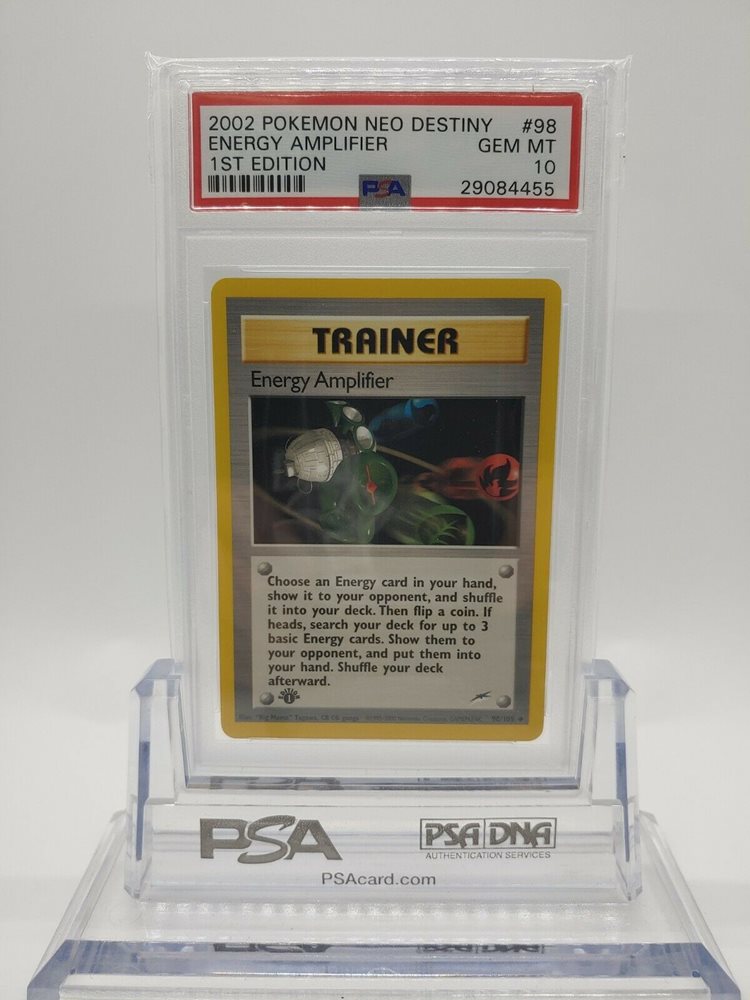 2002 POKEMON NEO DESTINY #98
ENERGY AMPLIFIER GEM MT
1ST EDITION 10
PSA 29084455
TRAINER
Energy Amplifier
Choose an Energy card in your hand,
show it to your opponent, and shuffle
it into your deck. Then flip a coin. If
heads, search your deck for up to 3
basic Energy cards. Show them to
your opponent, and put them into
your hand. Shuffle your deck
afterward.
1
98/105
PSA PSA DNA
AUTHENTICATION SERVICES
PSAcard.com